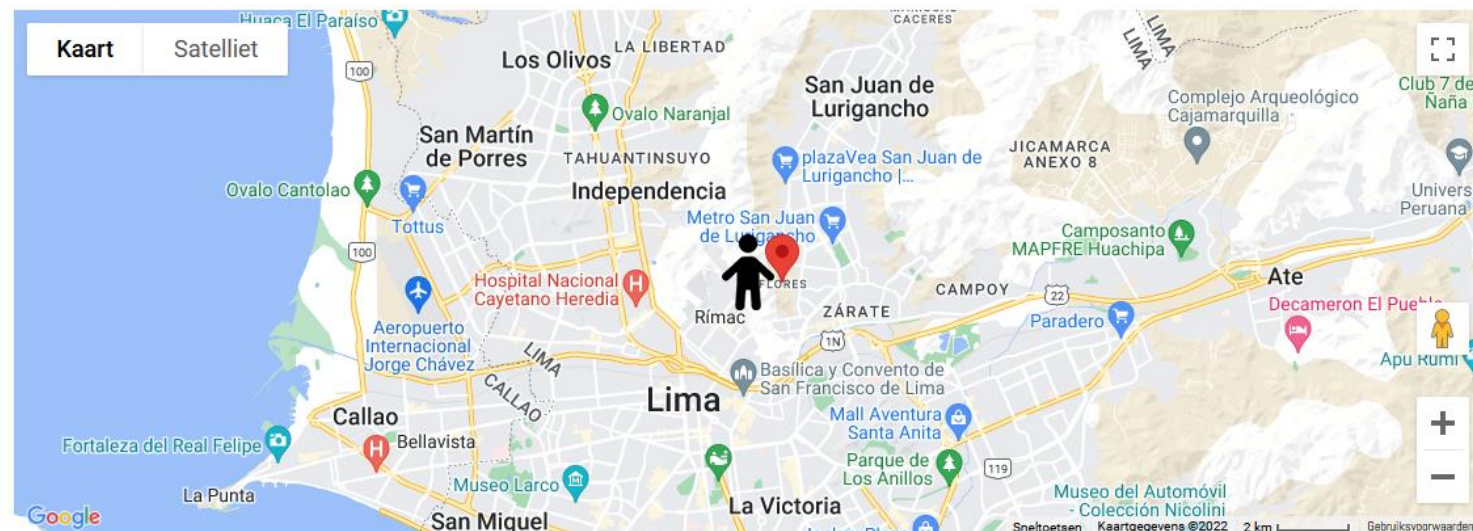 Huaca El Paraíso
CACERES
Kaart
Satelliet
Los Olivos
LA LIBERTAD
LIMA
LIMA
100
San Juan de
Lurigancho
Club 7 de
Ñaña
Complejo Arqueológico
Cajamarquilla
Ovalo Naranjal
San Martín
de Porres
TAHUANTINSUYO
plazaVea San Juan de
Lurigancho |...
JICAMARCA
ANEXO 8
Ovalo Cantolao
Independencia
Univers
Peruana
Tottus
Metro San Juan
de Lurigancho
Camposanto
MAPFRE Huachipa
100
Hospital Nacional
Cayetano Heredia
FLORES
CAMPOY
22
Ate
Rímac
ZÁRATE
Paradero
Decameron El Pueblo
Aeropuerto
Internacional
Jorge Chávez
LIMA
CALLAO
1N
Apu Rumi
Basílica y Convento de
San Francisco de Lima
Lima
Callao
Bellavista
Mall Aventura
Santa Anita
Fortaleza del Real Felipe
Parque de
Los Anillos
119
Museo Larco
La Punta
La Victoria
Museo del Automóvil
- Colección Nicolini
Google
San Miguel
Sneltoetsen
Kaartgegevens ©2022
2 km
Gebruiksvoorwaarden